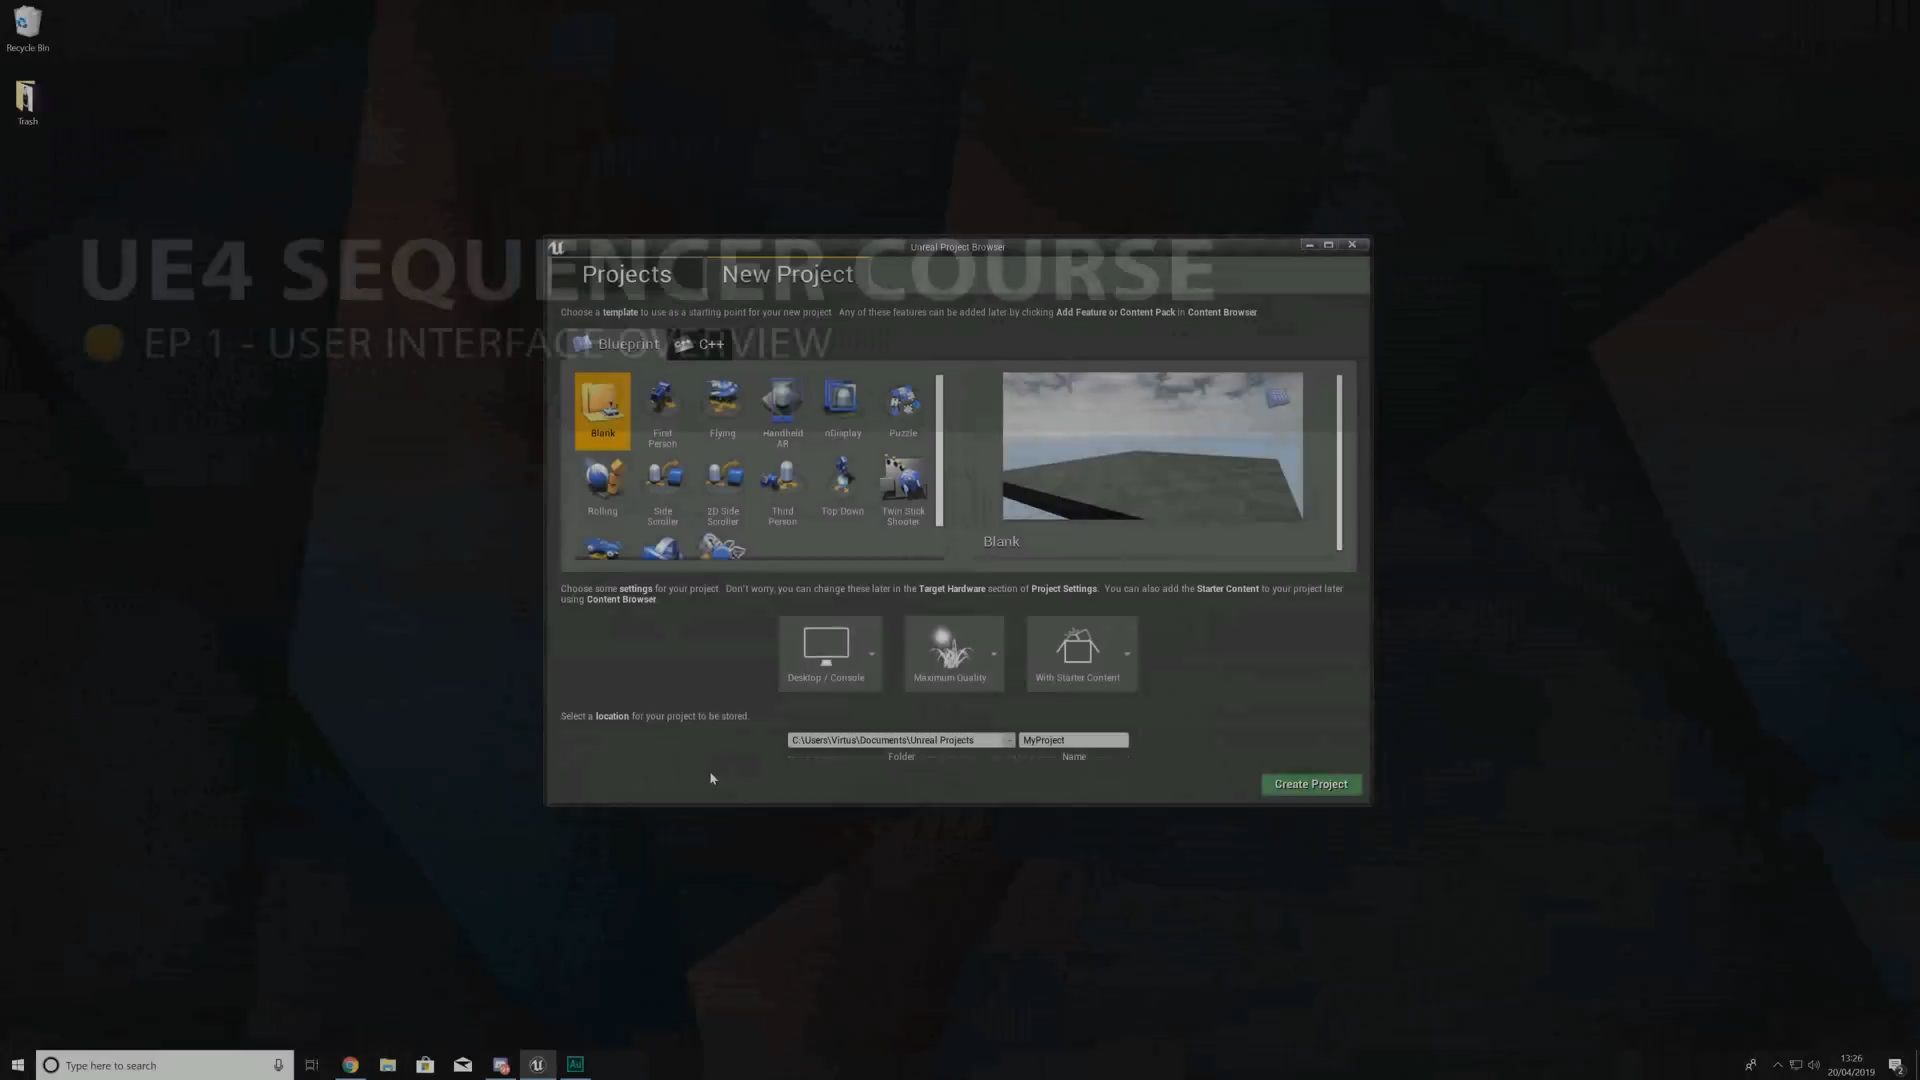 Recycle Bin
Trash
UE4 SEQUENCER COURSE
EP 1 - USER INTERFACE OVERVIEW
Unreal Project Browser
Projects
New Project
Choose a template to use as a starting point for your new project. Any of these features can be added later by clicking Add Feature or Content Pack in Content Browser.
Blueprint
C++
Blank
First
Person
Flying
Handheld
AR
nDisplay
Puzzle
Rolling
Side
Scroller
2D Side
Scroller
Third
Person
Top Down
Twin Stick
Shooter
Blank
Choose some settings for your project. Don't worry, you can change these later in the Target Hardware section of Project Settings. You can also add the Starter Content to your project later
using Content Browser.
Desktop / Console
Maximum Quality
With Starter Content
Select a location for your project to be stored.
C:\Users\Virtus\Documents\Unreal Projects
MyProject
Folder
Name
Create Project
Type here to search
Au
13:26
20/04/2019
2